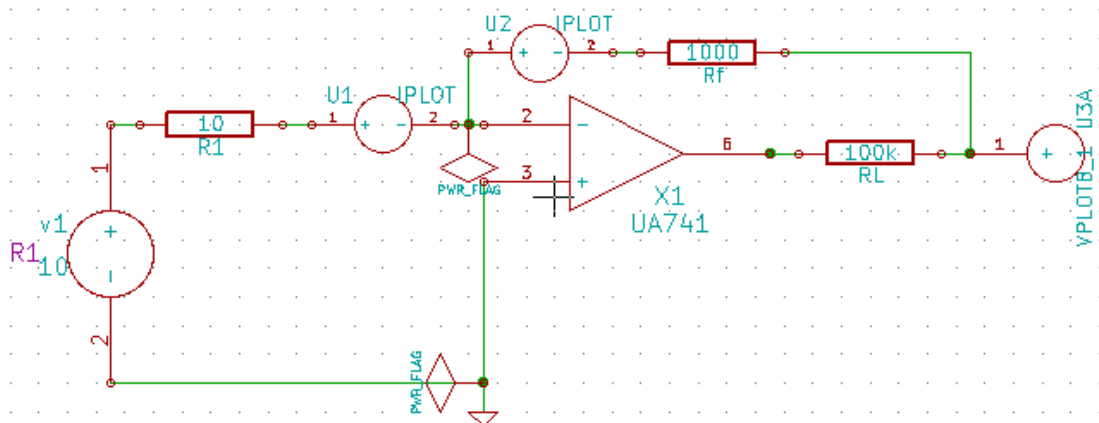 U2 IPLOT
1 + - 2
1000
Rf
U1 IPLOT
1 + - 2
10
R1
2 -
3 +
PWR_FLAG
X1
UA741
6
100k
RL
1 +
VPLOT8_1 U3A
1
v1
+
R1
10
-
2
PWR_FLAG